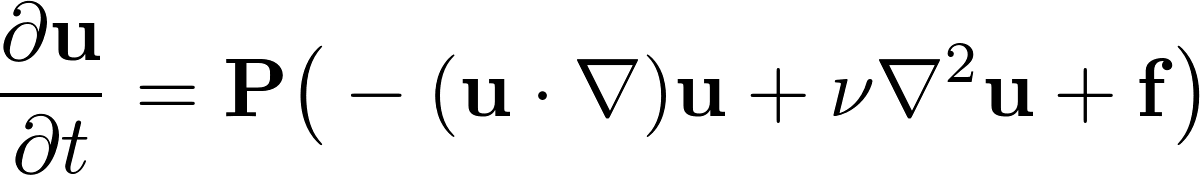 ∂𝐮/∂t = 𝐏( − (𝐮 · ∇)𝐮 + ν∇²𝐮 + 𝐟 )